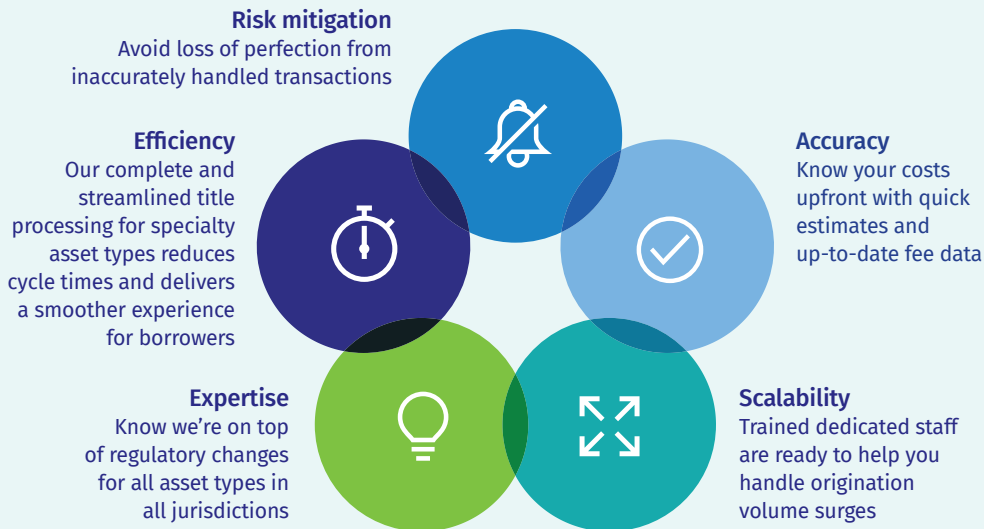 Risk mitigation
Avoid loss of perfection from
inaccurately handled transactions
Efficiency
Our complete and
streamlined title
processing for specialty
asset types reduces
cycle times and delivers
a smoother experience
for borrowers
Accuracy
Know your costs
upfront with quick
estimates and
up-to-date fee data
Expertise
Know we're on top
of regulatory changes
for all asset types in
all jurisdictions
Scalability
Trained dedicated staff
are ready to help you
handle origination
volume surges